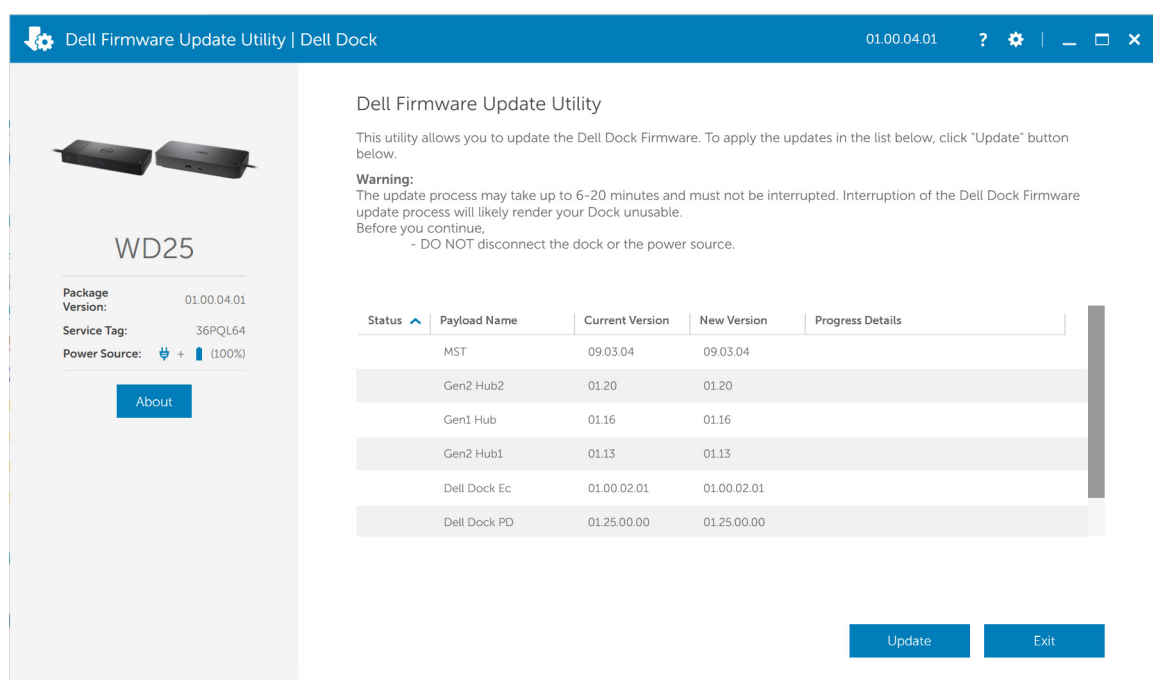 Dell Firmware Update Utility | Dell Dock 01.00.04.01 ?
Dell Firmware Update Utility
This utility allows you to update the Dell Dock Firmware. To apply the updates in the list below, click "Update" button
below.
Warning:
The update process may take up to 6-20 minutes and must not be interrupted. Interruption of the Dell Dock Firmware
update process will likely render your Dock unusable.
Before you continue,
- DO NOT disconnect the dock or the power source.
WD25
Package
Version: 01.00.04.01
Service Tag: 36PQL64
Power Source: + (100%)
About
Status Payload Name Current Version New Version Progress Details
MST 09.03.04 09.03.04
Gen2 Hub2 01.20 01.20
Gen1 Hub 01.16 01.16
Gen2 Hub1 01.13 01.13
Dell Dock Ec 01.00.02.01 01.00.02.01
Dell Dock PD 01.25.00.00 01.25.00.00
Update Exit